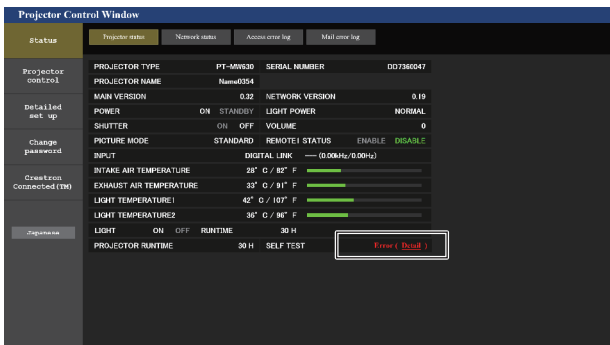 Projector Control Window
Status
Projector status Network status Access error log Mail error log
Projector control
Detailed set up
Change password
Crestron Connected(TM)
Japanese
PROJECTOR TYPE PT-MW630 SERIAL NUMBER DD7360047
PROJECTOR NAME Name0354
MAIN VERSION 0.32 NETWORK VERSION 0.19
POWER ON STANDBY LIGHT POWER NORMAL
SHUTTER ON OFF VOLUME 0
PICTURE MODE STANDARD REMOTE1 STATUS ENABLE DISABLE
INPUT DIGITAL LINK ---- (0.00kHz/0.00Hz)
INTAKE AIR TEMPERATURE 28° C / 82° F
EXHAUST AIR TEMPERATURE 33° C / 91° F
LIGHT TEMPERATURE1 42° C / 107° F
LIGHT TEMPERATURE2 36° C / 96° F
LIGHT ON OFF RUNTIME 30 H
PROJECTOR RUNTIME 30 H SELF TEST Error ( Detail )